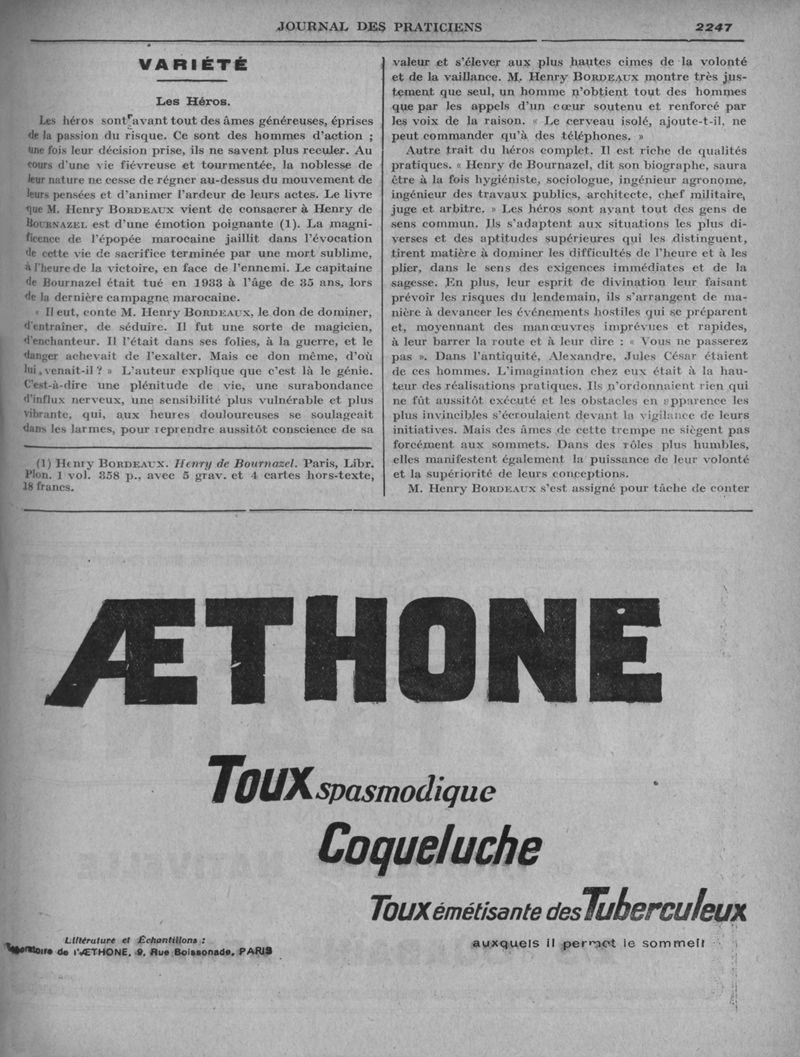 JOURNAL DES PRATICIENS
2247
VARIÉTÉ
Les Héros.
Les héros sont avant tout des âmes généreuses, éprises
de la passion du risque. Ce sont des hommes d'action ;
une fois leur décision prise, ils ne savent plus reculer. Au
cours d'une vie fiévreuse et tourmentée, la noblesse de
leur nature ne cesse de régner au-dessus du mouvement de
leurs pensées et d'animer l'ardeur de leurs actes. Le livre
que M. Henry BORDEAUX vient de consacrer à Henry de
BOURNAZEL est d'une émotion poignante (1). La magni-
ficence de l'épopée marocaine jaillit dans l'évocation
de cette vie de sacrifice terminée par une mort sublime,
à l'heure de la victoire, en face de l'ennemi. Le capitaine
de Bournazel était tué en 1933 à l'âge de 35 ans, lors
de la dernière campagne marocaine.
« Il eut, conte M. Henry BORDEAUX, le don de dominer,
d'entraîner, de séduire. Il fut une sorte de magicien,
d'enchanteur. Il l'était dans ses folies, à la guerre, et le
danger achevait de l'exalter. Mais ce don même, d'où
lui venait-il ? » L'auteur explique que c'est là le génie.
C'est-à-dire une plénitude de vie, une surabondance
d'influx nerveux, une sensibilité plus vulnérable et plus
vibrante, qui, aux heures douloureuses se soulageait
dans les larmes, pour reprendre aussitôt conscience de sa
(1) Henry BORDEAUX. Henry de Bournazel. Paris, Libr.
Plon. 1 vol. 358 p., avec 5 grav. et 4 cartes hors-texte,
18 francs.
valeur et s'élever aux plus hautes cimes de la volonté
et de la vaillance. M. Henry BORDEAUX montre très jus-
tement que seul, un homme n'obtient tout des hommes
que par les appels d'un cœur soutenu et renforcé par
les voix de la raison. « Le cerveau isolé, ajoute-t-il, ne
peut commander qu'à des téléphones. »
Autre trait du héros complet. Il est riche de qualités
pratiques. « Henry de Bournazel, dit son biographe, saura
être à la fois hygiéniste, sociologue, ingénieur agronome,
ingénieur des travaux publics, architecte, chef militaire,
juge et arbitre. » Les héros sont avant tout des gens de
sens commun. Ils s'adaptent aux situations les plus di-
verses et des aptitudes supérieures qui les distinguent,
tirent matière à dominer les difficultés de l'heure et à les
plier, dans le sens des exigences immédiates et de la
sagesse. En plus, leur esprit de divination leur faisant
prévoir les risques du lendemain, ils s'arrangent de ma-
nière à devancer les événements hostiles qui se préparent
et, moyennant des manœuvres imprévues et rapides,
à leur barrer la route et à leur dire : « Vous ne passerez
pas ». Dans l'antiquité, Alexandre, Jules César étaient
de ces hommes. L'imagination chez eux était à la hau-
teur des réalisations pratiques. Ils n'ordonnaient rien qui
ne fût aussitôt exécuté et les obstacles en apparence les
plus invincibles s'écroulaient devant la vigilance de leurs
initiatives. Mais des âmes de cette trempe ne siègent pas
forcément aux sommets. Dans des rôles plus humbles,
elles manifestent également la puissance de leur volonté
et la supériorité de leurs conceptions.
M. Henry BORDEAUX s'est assigné pour tâche de conter
ÆTHONE
Toux spasmodique
Coqueluche
Toux émétisante des Tuberculeux
auxquels il permet le sommeil
Littérature et Échantillons :
Laboratoire de l'ÆTHONE, 9, Rue Boissonade, PARIS